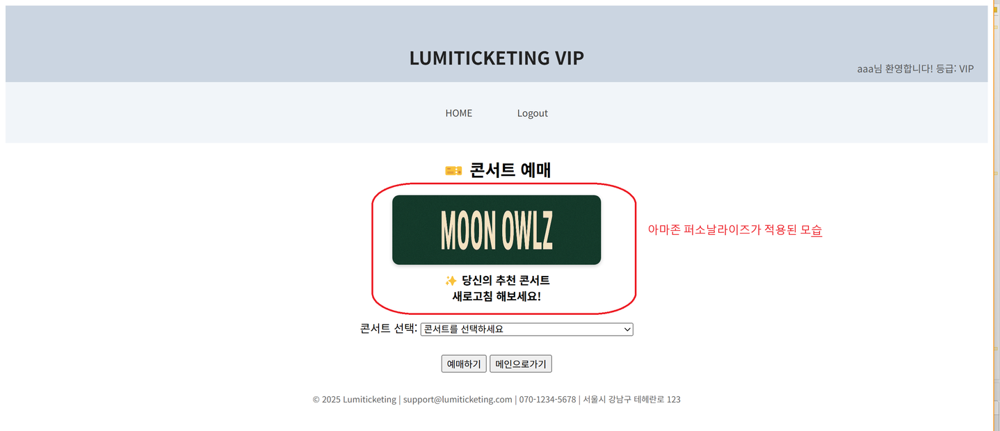 LUMITICKETING VIP
aaa님 환영합니다! 등급: VIP
HOME Logout
🎫 콘서트 예매
MOON OWLZ
아마존 퍼소날라이즈가 적용된 모습
✨ 당신의 추천 콘서트
새로고침 해보세요!
콘서트 선택: 콘서트를 선택하세요
예매하기 메인으로가기
© 2025 Lumiticketing | support@lumiticketing.com | 070-1234-5678 | 서울시 강남구 테헤란로 123